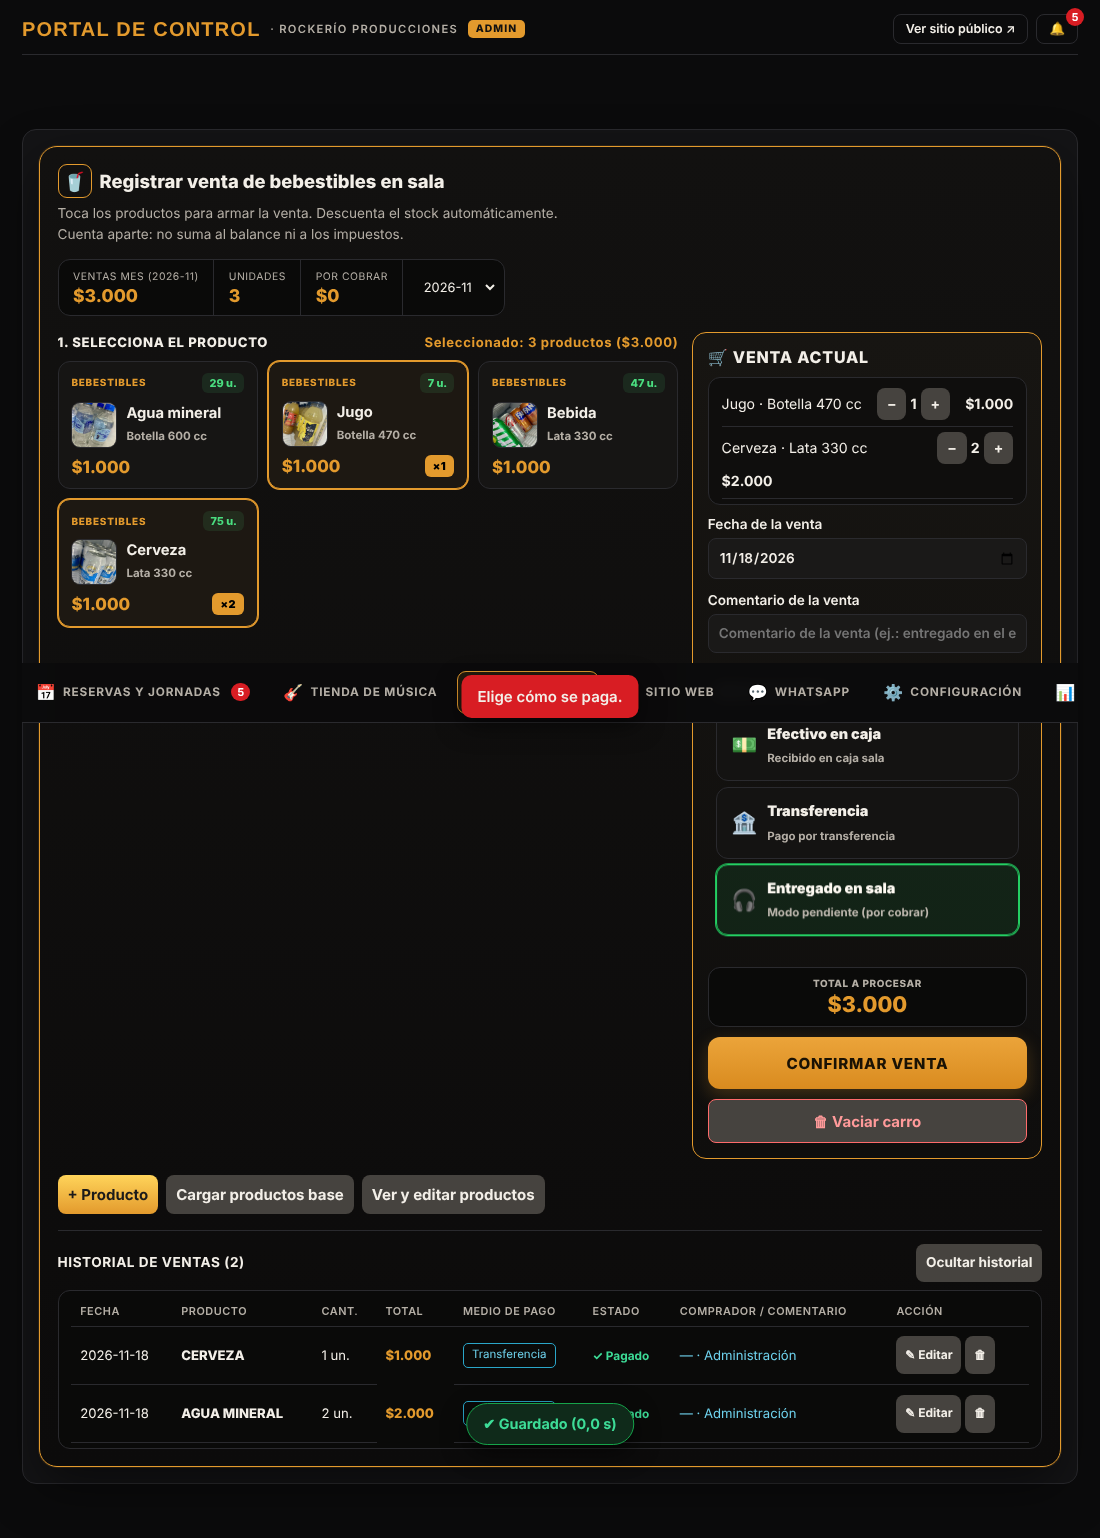 PORTAL DE CONTROL · ROCKERÍO PRODUCCIONES ADMIN
Ver sitio público ↗
5
Registrar venta de bebestibles en sala
Toca los productos para armar la venta. Descuenta el stock automáticamente.
Cuenta aparte: no suma al balance ni a los impuestos.
VENTAS MES (2026-11)
$3.000
UNIDADES
3
POR COBRAR
$0
2026-11
1. SELECCIONA EL PRODUCTO
Seleccionado: 3 productos ($3.000)
BEBESTIBLES 29 u.
Agua mineral
Botella 600 cc
$1.000
BEBESTIBLES 7 u.
Jugo
Botella 470 cc
$1.000 ×1
BEBESTIBLES 47 u.
Bebida
Lata 330 cc
$1.000
BEBESTIBLES 75 u.
Cerveza
Lata 330 cc
$1.000 ×2
VENTA ACTUAL
Jugo · Botella 470 cc − 1 + $1.000
Cerveza · Lata 330 cc − 2 +
$2.000
Fecha de la venta
11/18/2026
Comentario de la venta
Comentario de la venta (ej.: entregado en el e
RESERVAS Y JORNADAS 5
TIENDA DE MÚSICA
Elige cómo se paga.
SITIO WEB
WHATSAPP
CONFIGURACIÓN
Efectivo en caja
Recibido en caja sala
Transferencia
Pago por transferencia
Entregado en sala
Modo pendiente (por cobrar)
TOTAL A PROCESAR
$3.000
CONFIRMAR VENTA
Vaciar carro
+ Producto
Cargar productos base
Ver y editar productos
HISTORIAL DE VENTAS (2)
Ocultar historial
FECHA PRODUCTO CANT. TOTAL MEDIO DE PAGO ESTADO COMPRADOR / COMENTARIO ACCIÓN
2026-11-18 CERVEZA 1 un. $1.000 Transferencia ✓ Pagado — · Administración ✎ Editar
2026-11-18 AGUA MINERAL 2 un. $2.000 — · Administración ✎ Editar
✔ Guardado (0,0 s)